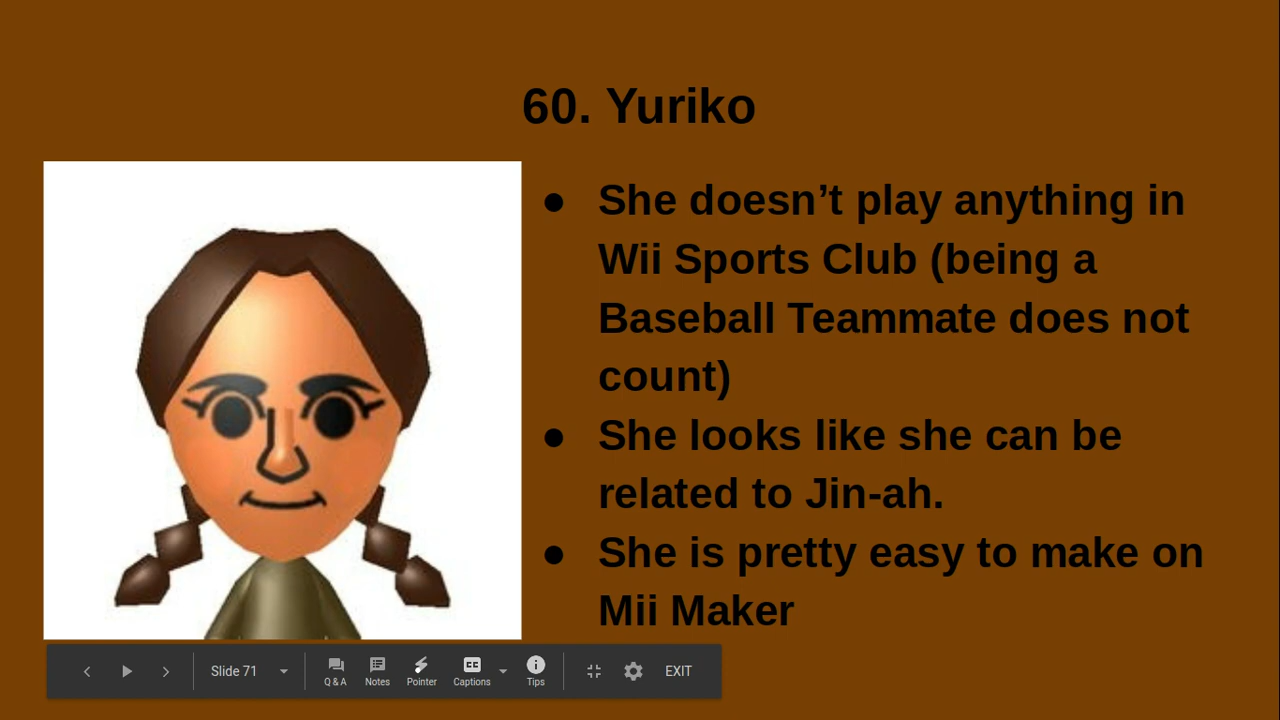 60. Yuriko
● She doesn’t play anything in
Wii Sports Club (being a
Baseball Teammate does not
count)
● She looks like she can be
related to Jin-ah.
● She is pretty easy to make on
Mii Maker
Slide 71
Q & A
Notes
Pointer
CC
Captions
Tips
EXIT